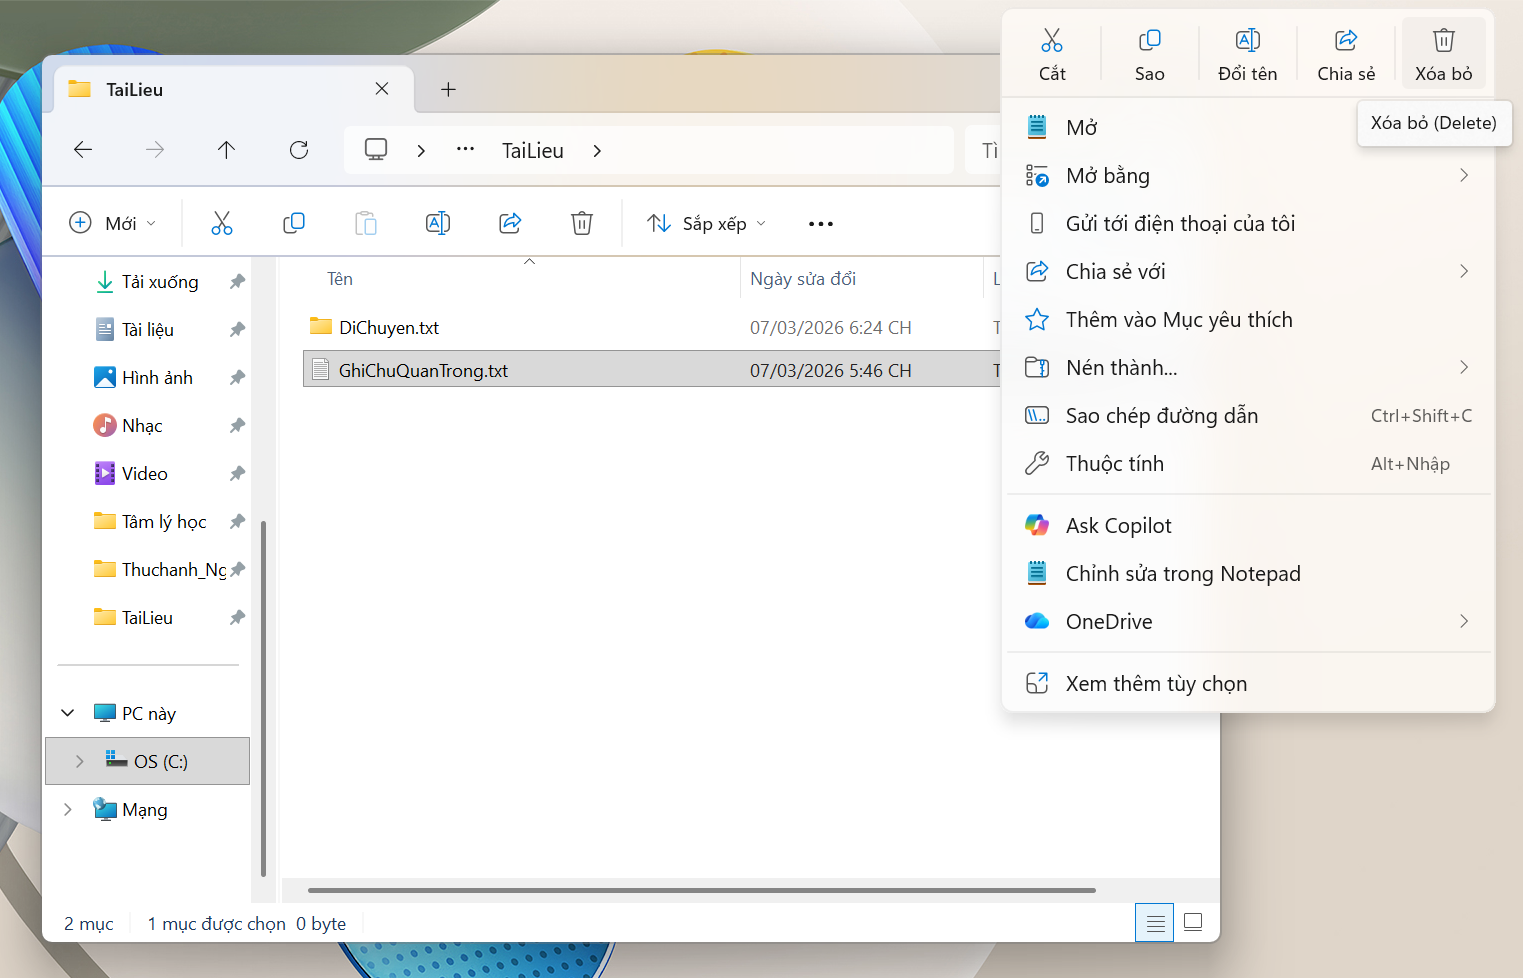 TaiLieu
TaiLieu
Tì
Mới
Sắp xếp
Tải xuống
Tài liệu
Hình ảnh
Nhạc
Video
Tâm lý học
Thuchanh_Ng
TaiLieu
PC này
OS (C:)
Mạng
Tên
Ngày sửa đổi
L
DiChuyen.txt
07/03/2026 6:24 CH
T
GhiChuQuanTrong.txt
07/03/2026 5:46 CH
T
2 mục
1 mục được chọn 0 byte
Cắt
Sao
Đổi tên
Chia sẻ
Xóa bỏ
Xóa bỏ (Delete)
Mở
Mở bằng
Gửi tới điện thoại của tôi
Chia sẻ với
Thêm vào Mục yêu thích
Nén thành...
Sao chép đường dẫn
Ctrl+Shift+C
Thuộc tính
Alt+Nhập
Ask Copilot
Chỉnh sửa trong Notepad
OneDrive
Xem thêm tùy chọn